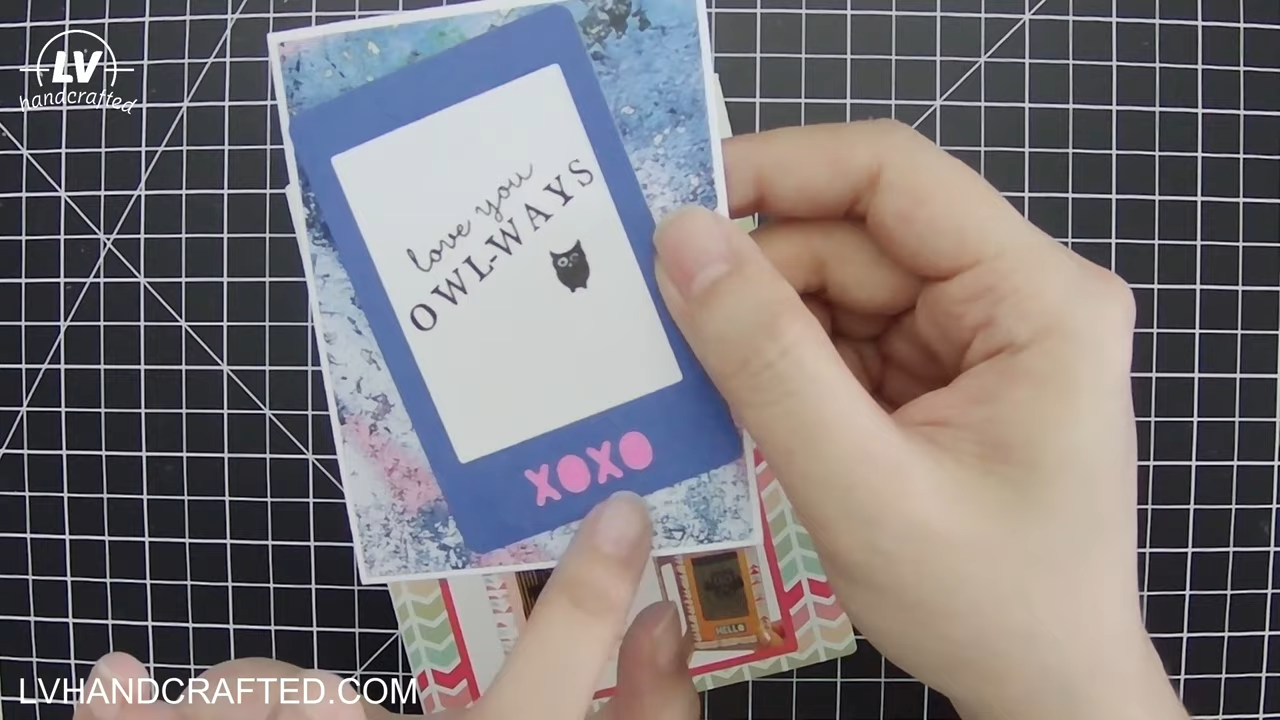 LV
handcrafted
love you
OWL-WAYS
XOXO
HELLO
LVHANDCRAFTED.COM